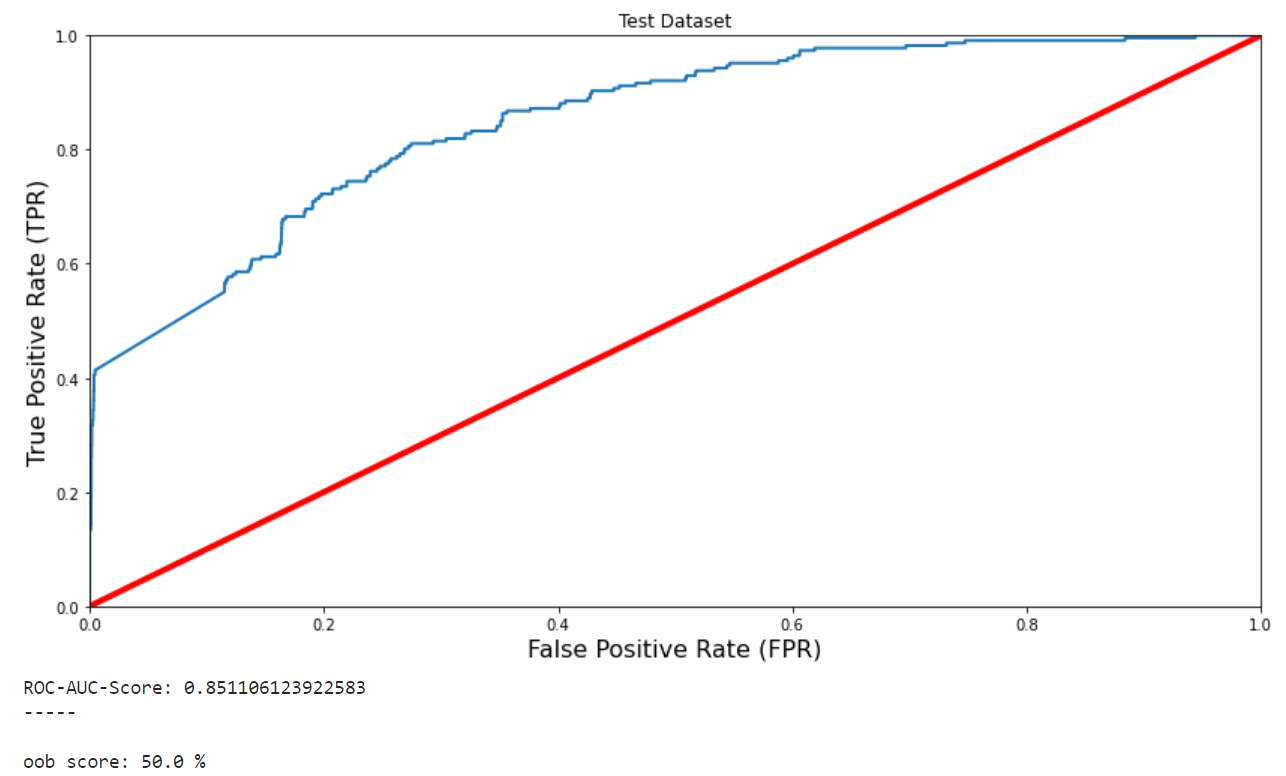 Test Dataset
1.0
0.8
0.6
0.4
0.2
0.0
True Positive Rate (TPR)
0.0 0.2 0.4 0.6 0.8 1.0
False Positive Rate (FPR)
ROC-AUC-Score: 0.851106123922583
-----
oob score: 50.0 %